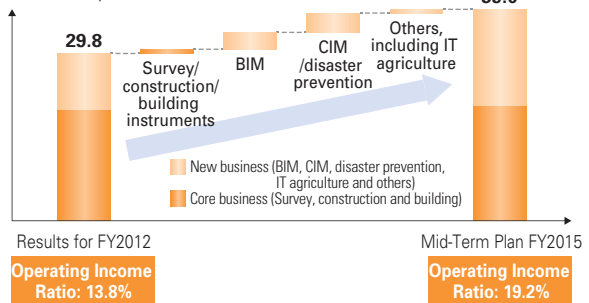 29.8
Survey/
construction/
building
instruments
BIM
CIM
/disaster
prevention
Others,
including IT
agriculture
New business (BIM, CIM, disaster prevention,
IT agriculture and others)
Core business (Survey, construction and building)
Results for FY2012
Mid-Term Plan FY2015
Operating Income
Ratio: 13.8%
Operating Income
Ratio: 19.2%